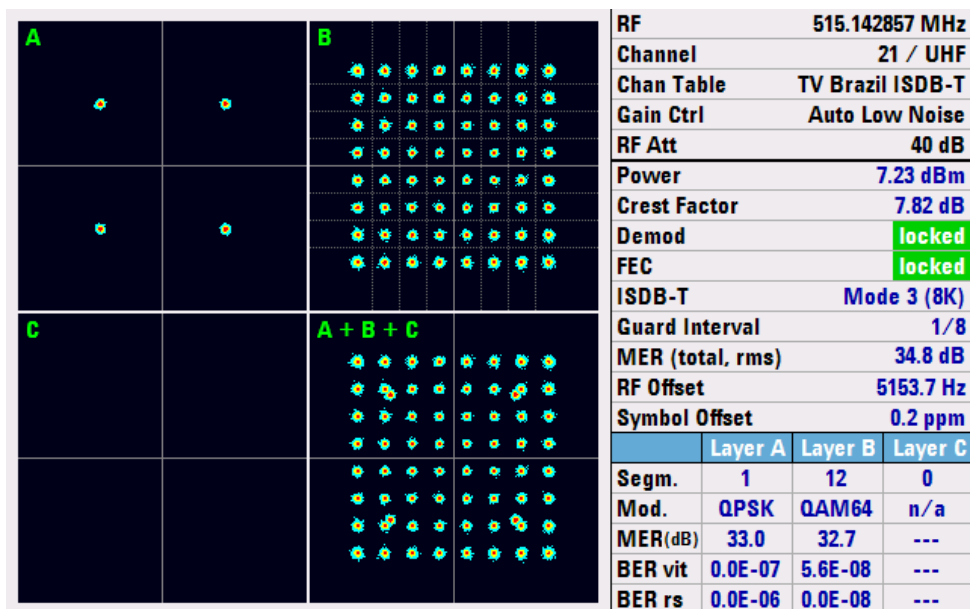 A
B
C
A + B + C
RF 515.142857 MHz
Channel 21 / UHF
Chan Table TV Brazil ISDB-T
Gain Ctrl Auto Low Noise
RF Att 40 dB
Power 7.23 dBm
Crest Factor 7.82 dB
Demod locked
FEC locked
ISDB-T Mode 3 (8K)
Guard Interval 1/8
MER (total, rms) 34.8 dB
RF Offset 5153.7 Hz
Symbol Offset 0.2 ppm
Layer A Layer B Layer C
Segm. 1 12 0
Mod. QPSK QAM64 n/a
MER(dB) 33.0 32.7 ---
BER vit 0.0E-07 5.6E-08 ---
BER rs 0.0E-06 0.0E-08 ---